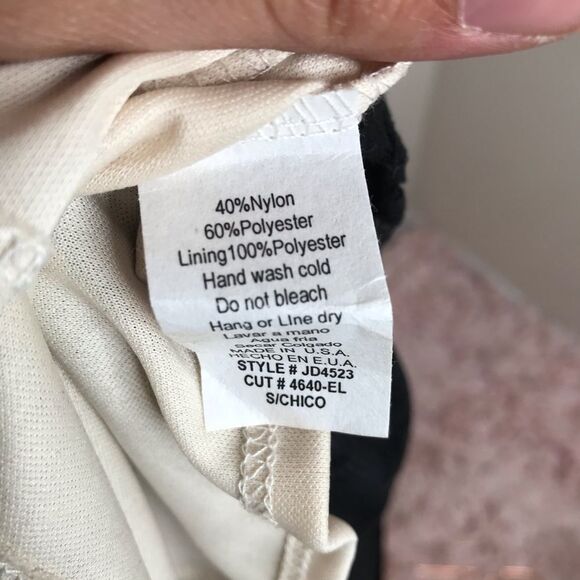 40%Nylon
60%Polyester
Lining100%Polyester
Hand wash cold
Do not bleach
Hang or LIne dry
Lavar a mano
Agua fria
Secar Colgado
MADE IN U.S.A.
HECHO EN E.U.A.
STYLE # JD4523
CUT # 4640-EL
S/CHICO